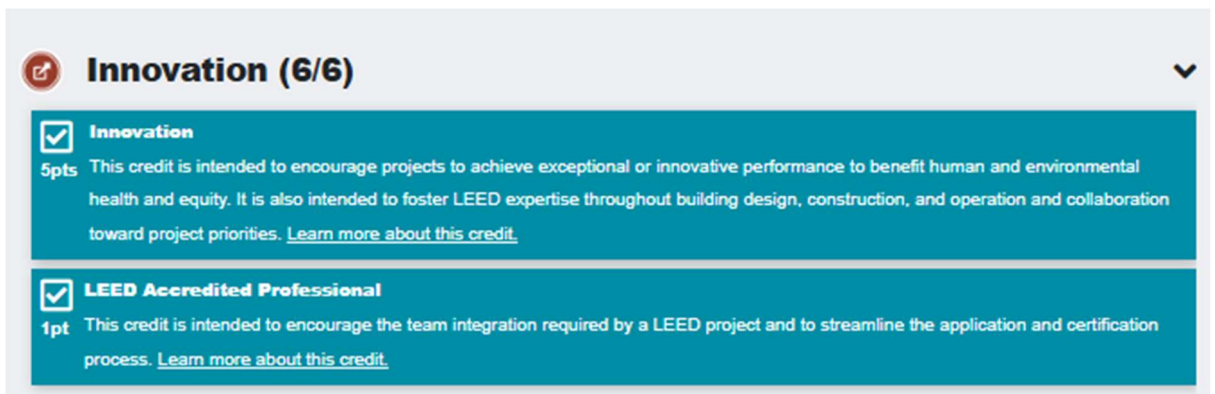 Innovation (6/6)
Innovation
5pts This credit is intended to encourage projects to achieve exceptional or innovative performance to benefit human and environmental
health and equity. It is also intended to foster LEED expertise throughout building design, construction, and operation and collaboration
toward project priorities. Learn more about this credit.
LEED Accredited Professional
1pt This credit is intended to encourage the team integration required by a LEED project and to streamline the application and certification
process. Learn more about this credit.